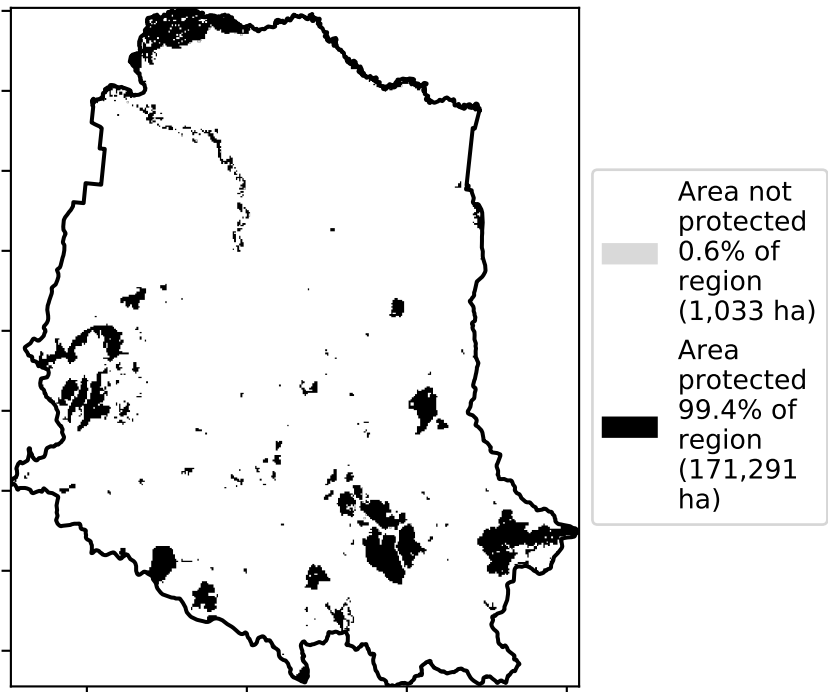 Area not
protected
0.6% of
region
(1,033 ha)
Area
protected
99.4% of
region
(171,291
ha)